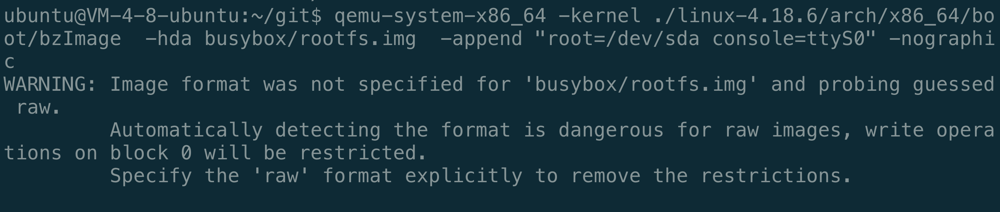 ubuntu@VM-4-8-ubuntu:~/git$ qemu-system-x86_64 -kernel ./linux-4.18.6/arch/x86_64/bo
ot/bzImage  -hda busybox/rootfs.img  -append "root=/dev/sda console=ttyS0" -nographi
c
WARNING: Image format was not specified for 'busybox/rootfs.img' and probing guessed
 raw.
         Automatically detecting the format is dangerous for raw images, write opera
tions on block 0 will be restricted.
         Specify the 'raw' format explicitly to remove the restrictions.